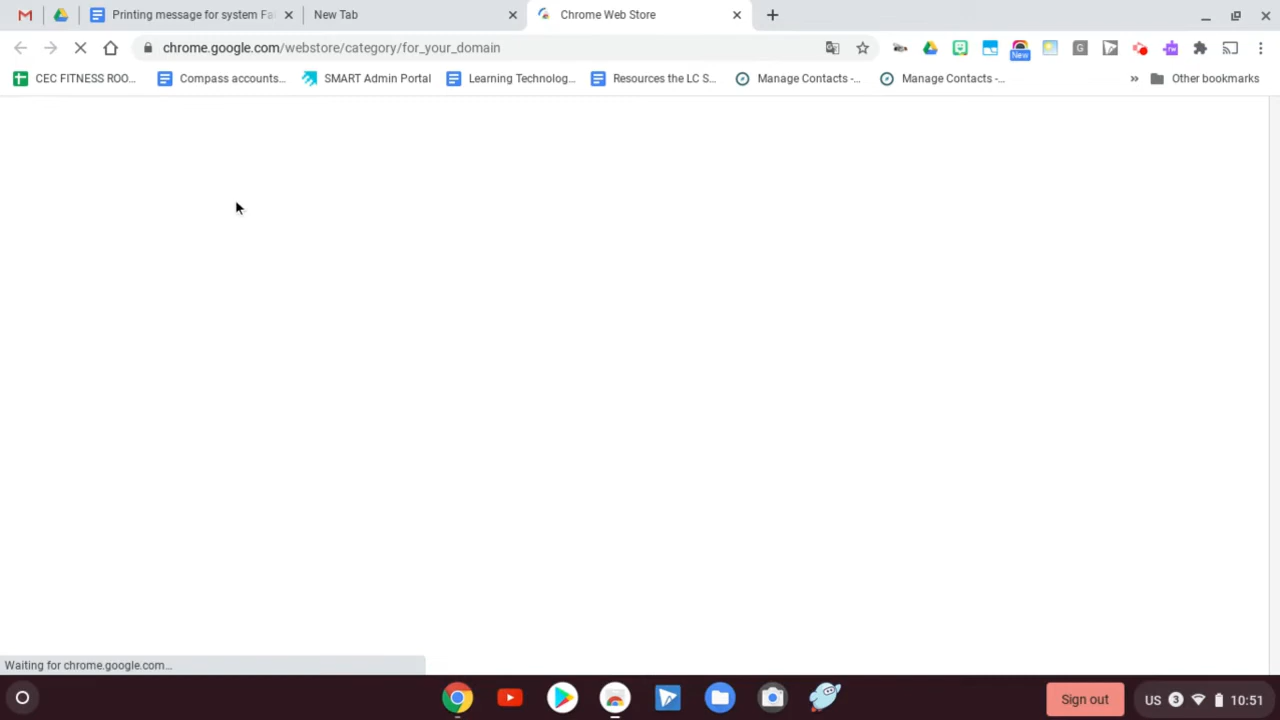 Printing message for system Fa
New Tab
Chrome Web Store
chrome.google.com/webstore/category/for_your_domain
New
G
CEC FITNESS ROO...
Compass accounts...
SMART Admin Portal
Learning Technolog...
Resources the LC S...
Manage Contacts -...
Manage Contacts -...
Other bookmarks
Waiting for chrome.google.com...
Sign out
US
3
10:51